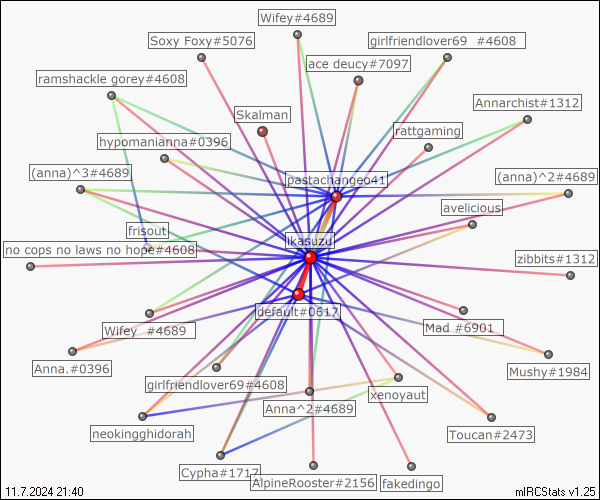 Wifey#4689
Soxy Foxy#5076
girlfriendlover69 #4608
ace deucy#7097
ramshackle gorey#4608
Annarchist#1312
Skalman
rattgaming
hypomanianna#0396
(anna)^3#4689
pastachangeo41
(anna)^2#4689
avelicious
frisout
likasuzu
no cops no laws no hope#4608
zibbits#1312
default#0617
Wifey #4689
Mad #6901
Anna.#0396
Mushy#1984
girlfriendlover69#4608
xenoyaut
Anna^2#4689
neokingghidorah
Toucan#2473
Cypha#1717
AlpineRooster#2156
fakedingo
11.7.2024 21:40
mIRCStats v1.25